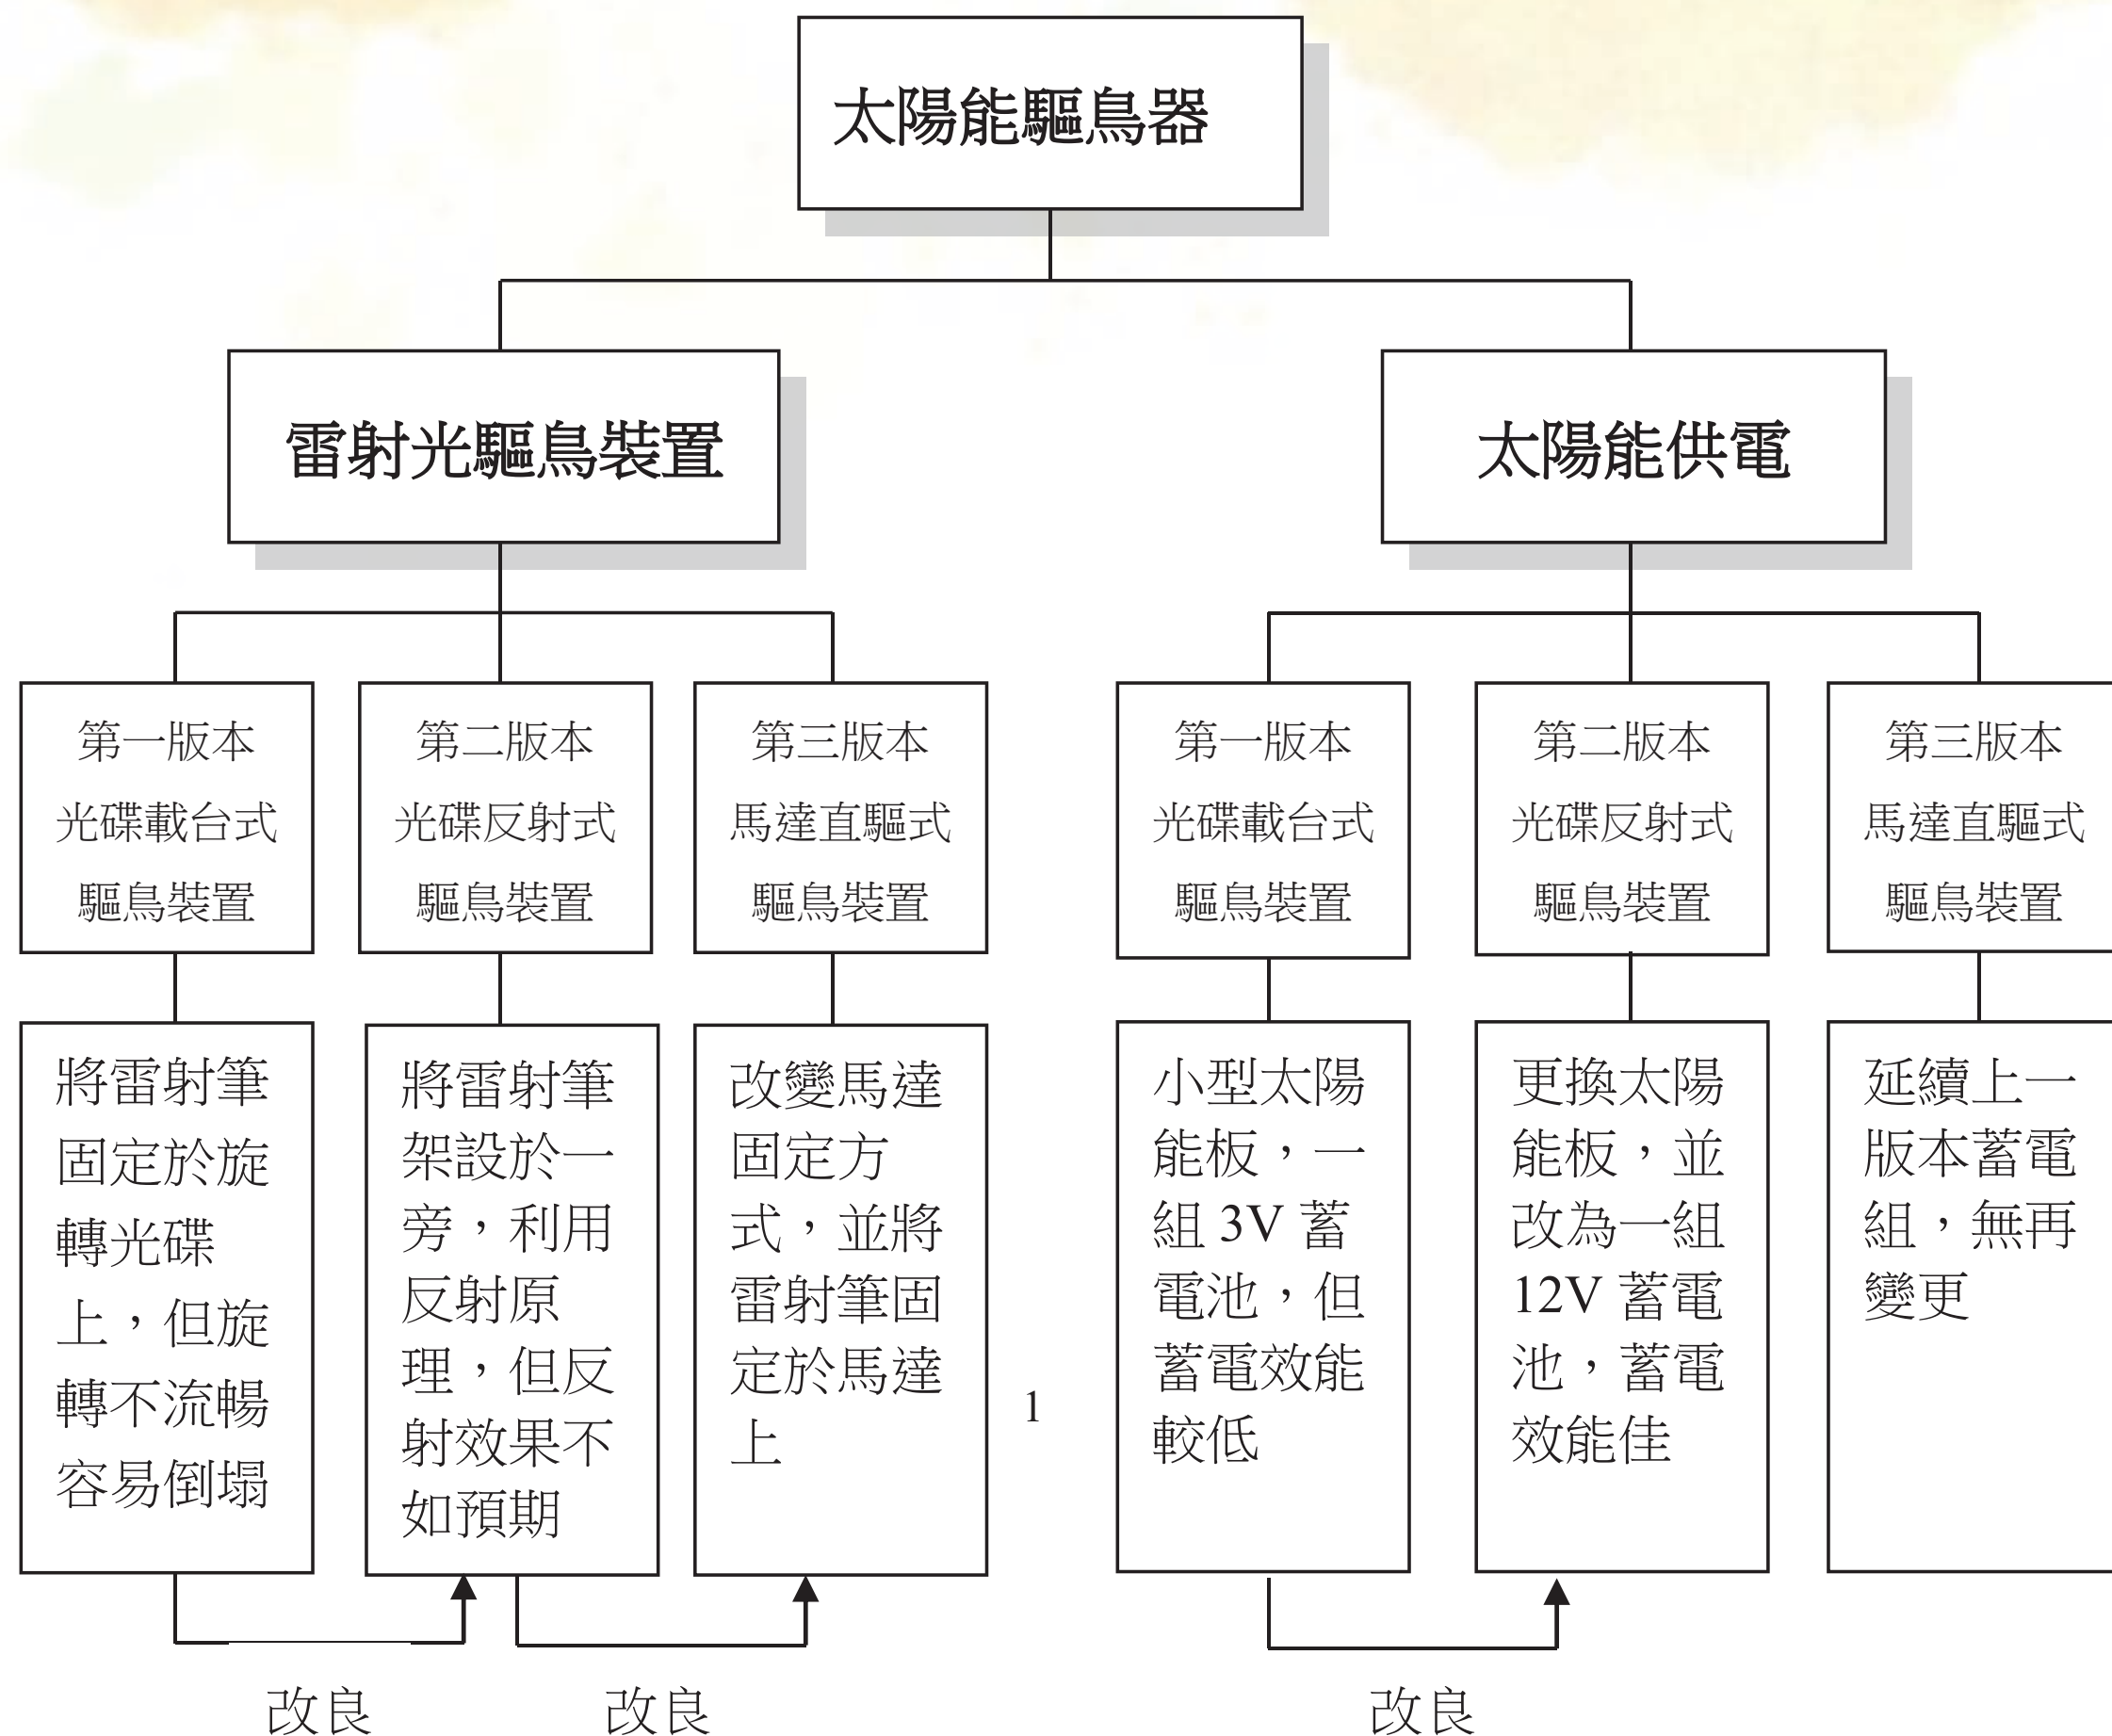 太陽能驅鳥器
雷射光驅鳥裝置
太陽能供電
第一版本
光碟載台式
驅鳥裝置
第二版本
光碟反射式
驅鳥裝置
第三版本
馬達直驅式
驅鳥裝置
第一版本
光碟載台式
驅鳥裝置
第二版本
光碟反射式
驅鳥裝置
第三版本
馬達直驅式
驅鳥裝置
將雷射筆
固定於旋
轉光碟
上，但旋
轉不流暢
容易倒塌
將雷射筆
架設於一
旁，利用
反射原
理，但反
射效果不
如預期
改變馬達
固定方
式，並將
雷射筆固
定於馬達
上
1
小型太陽
能板，一
組 3V 蓄
電池，但
蓄電效能
較低
更換太陽
能板，並
改為一組
12V 蓄電
池，蓄電
效能佳
延續上一
版本蓄電
組，無再
變更
改良
改良
改良